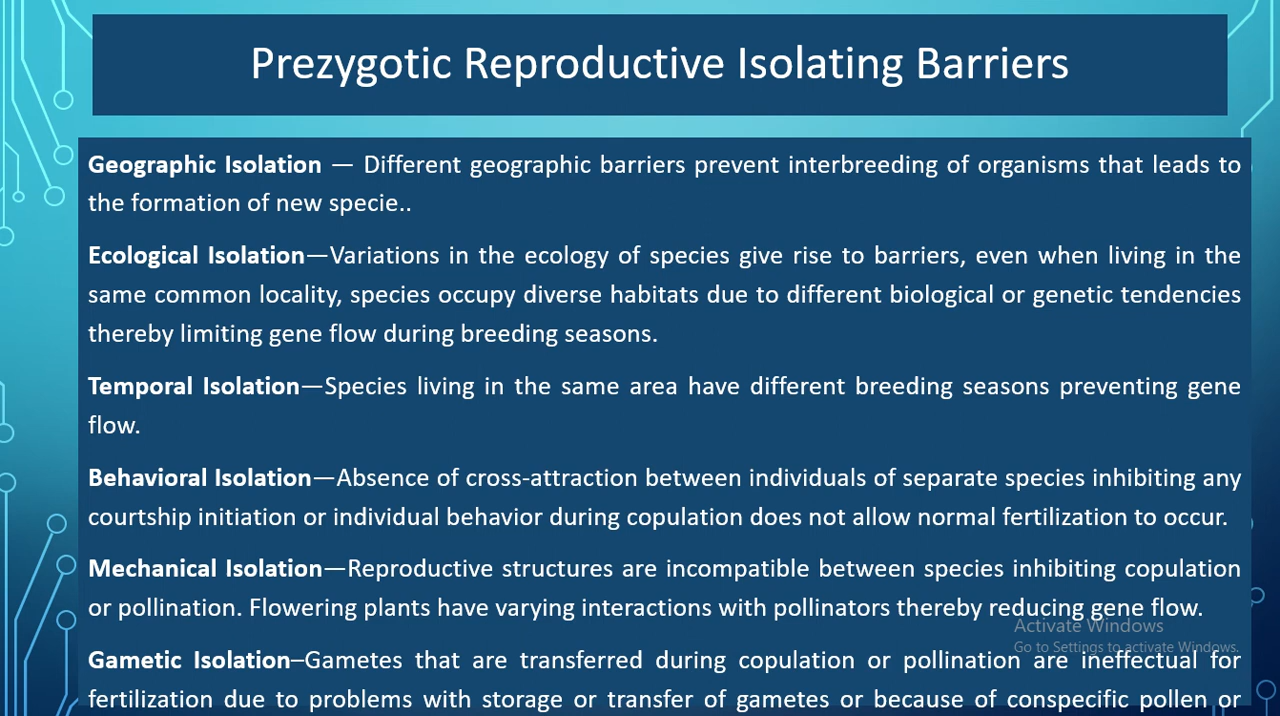 Prezygotic Reproductive Isolating Barriers
Geographic Isolation — Different geographic barriers prevent interbreeding of organisms that leads to
the formation of new specie..
Ecological Isolation—Variations in the ecology of species give rise to barriers, even when living in the
same common locality, species occupy diverse habitats due to different biological or genetic tendencies
thereby limiting gene flow during breeding seasons.
Temporal Isolation—Species living in the same area have different breeding seasons preventing gene
flow.
Behavioral Isolation—Absence of cross-attraction between individuals of separate species inhibiting any
courtship initiation or individual behavior during copulation does not allow normal fertilization to occur.
Mechanical Isolation—Reproductive structures are incompatible between species inhibiting copulation
or pollination. Flowering plants have varying interactions with pollinators thereby reducing gene flow.
Activate Windows
Go to Settings to activate Windows.
Gametic Isolation–Gametes that are transferred during copulation or pollination are ineffectual for
fertilization due to problems with storage or transfer of gametes or because of conspecific pollen or